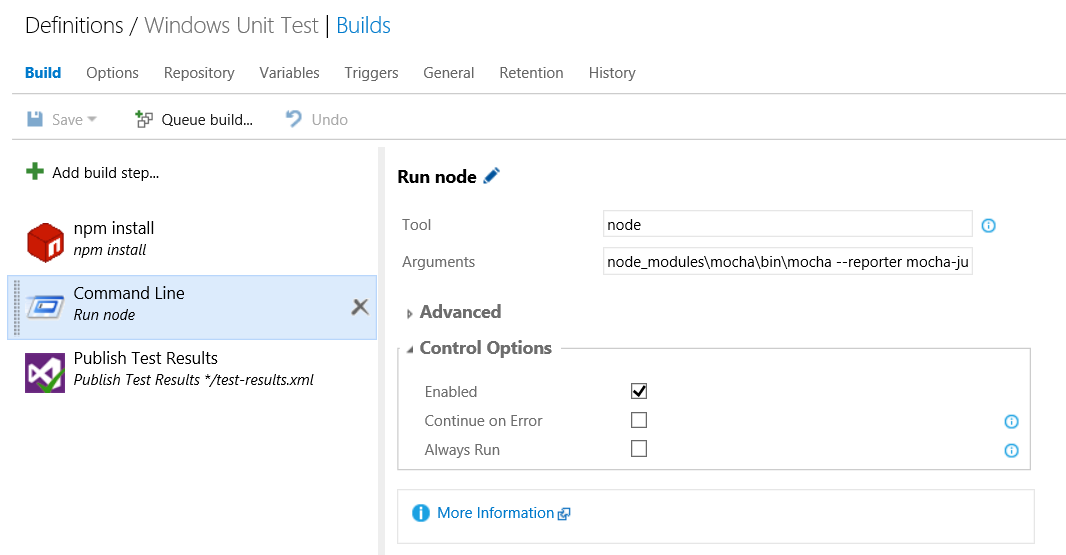 Definitions / Windows Unit Test | Builds
Build Options Repository Variables Triggers General Retention History
Save Queue build... Undo
Add build step...
npm install
npm install
Command Line
Run node
Publish Test Results
Publish Test Results */test-results.xml
Run node
Tool node
Arguments node_modules\mocha\bin\mocha --reporter mocha-ju
Advanced
Control Options
Enabled
Continue on Error
Always Run
More Information